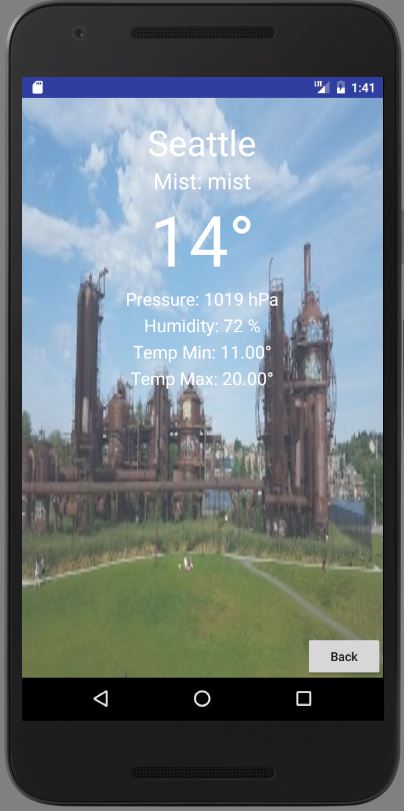 LTE 1:41
Seattle
Mist: mist
14°
Pressure: 1019 hPa
Humidity: 72 %
Temp Min: 11.00°
Temp Max: 20.00°
Back